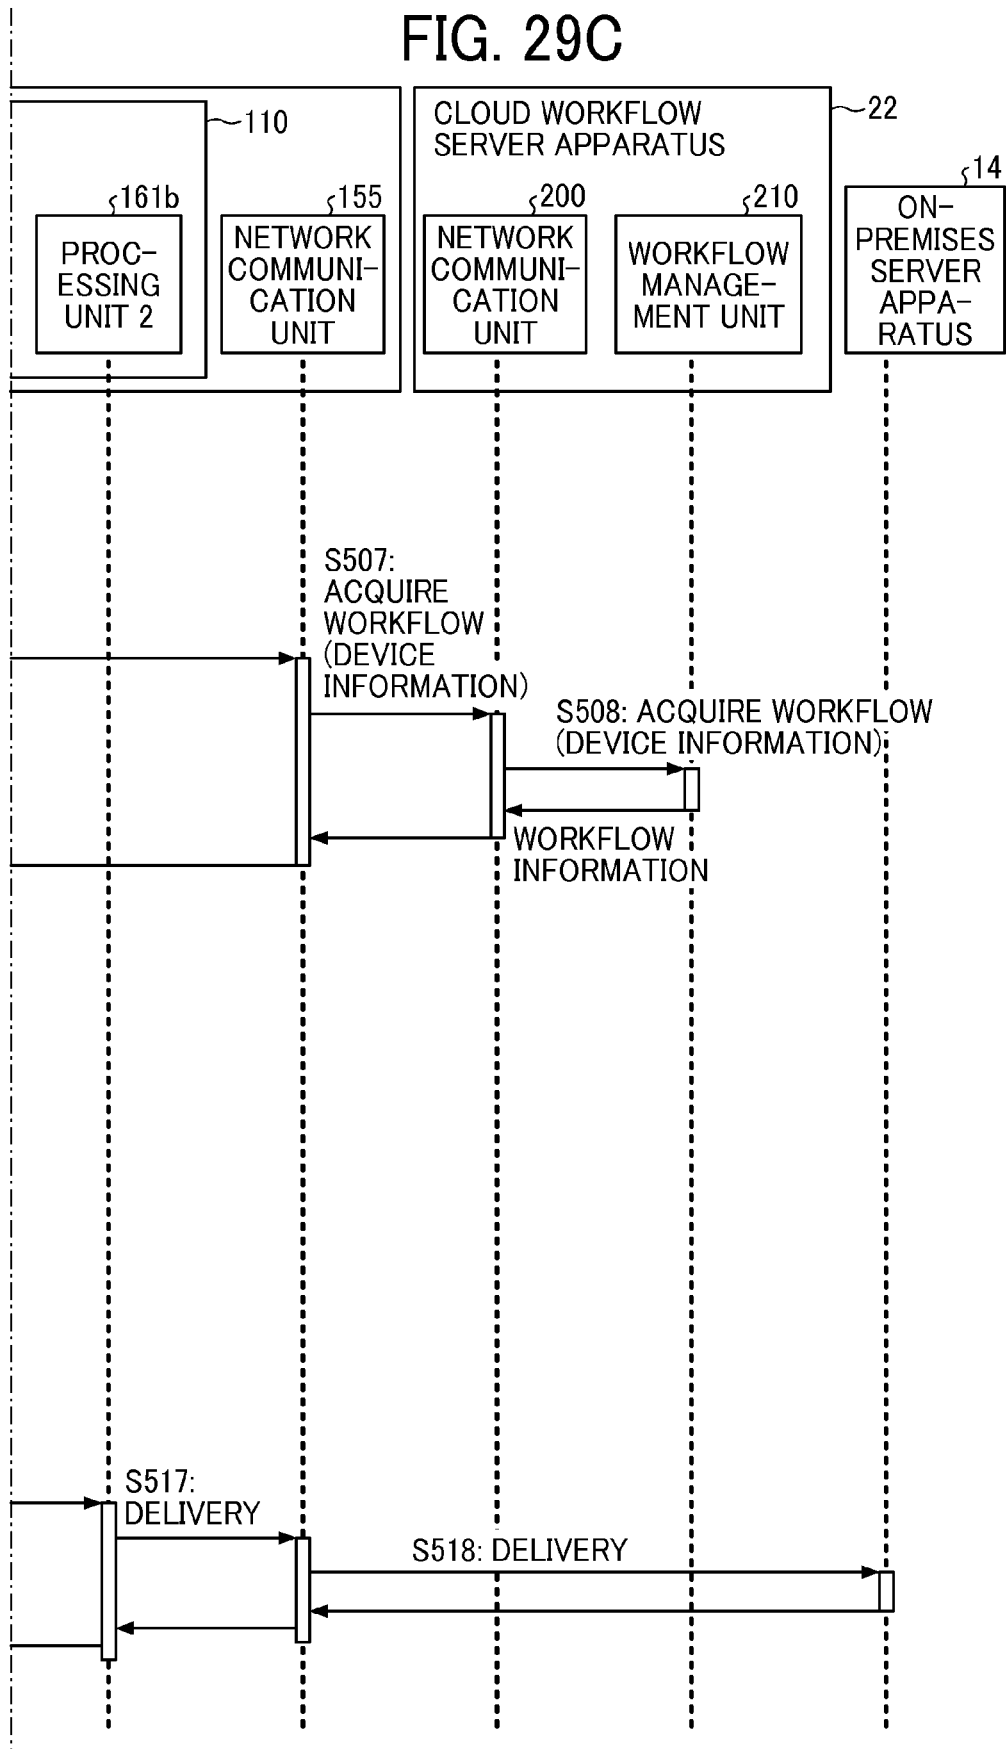 FIG. 29C
110
CLOUD WORKFLOW
SERVER APPARATUS
22
161b
PROC-
ESSING
UNIT 2
155
NETWORK
COMMUNI-
CATION
UNIT
200
NETWORK
COMMUNI-
CATION
UNIT
210
WORKFLOW
MANAGE-
MENT UNIT
14
ON-
PREMISES
SERVER
APPA-
RATUS
S507:
ACQUIRE
WORKFLOW
(DEVICE
INFORMATION)
S508: ACQUIRE WORKFLOW
(DEVICE INFORMATION)
WORKFLOW
INFORMATION
S517:
DELIVERY
S518: DELIVERY